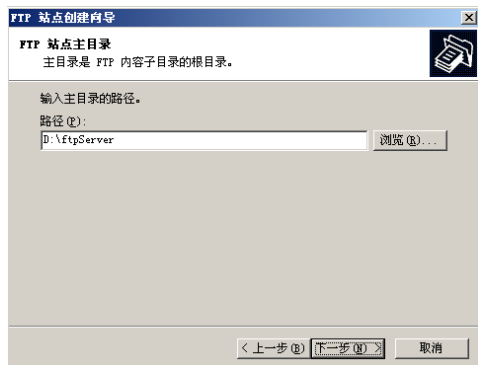 FTP 站点创建向导
FTP 站点主目录
主目录是 FTP 内容子目录的根目录。
输入主目录的路径。
路径(P):
D:\ftpServer
浏览(R)...
< 上一步(B) 下一步(N) > 取消